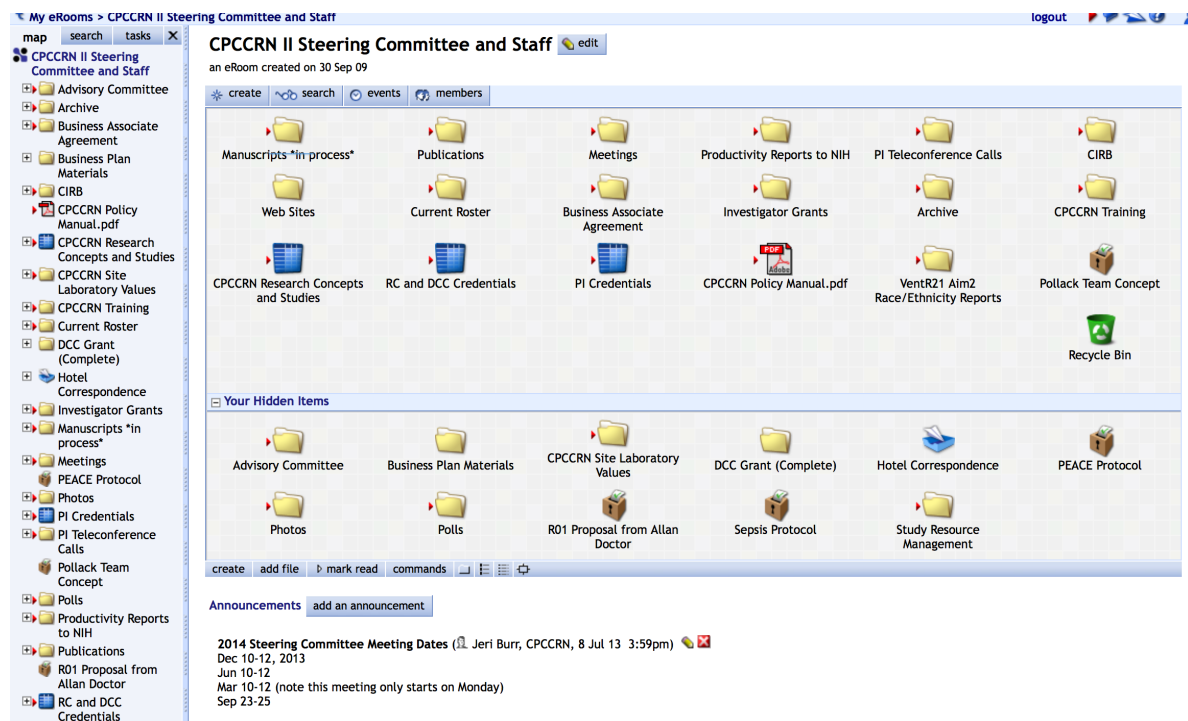 My eRooms > CPCCRN II Steering Committee and Staff
logout
map search tasks X
CPCCRN II Steering
Committee and Staff
Advisory Committee
Archive
Business Associate
Agreement
Business Plan
Materials
CIRB
CPCCRN Policy
Manual.pdf
CPCCRN Research
Concepts and Studies
CPCCRN Site
Laboratory Values
CPCCRN Training
Current Roster
DCC Grant
(Complete)
Hotel
Correspondence
Investigator Grants
Manuscripts *in
process*
Meetings
PEACE Protocol
Photos
PI Credentials
PI Teleconference
Calls
Pollack Team
Concept
Polls
Productivity Reports
to NIH
Publications
R01 Proposal from
Allan Doctor
RC and DCC
Credentials
CPCCRN II Steering Committee and Staff edit
an eRoom created on 30 Sep 09
create search events members
Manuscripts *in process* Publications Meetings Productivity Reports to NIH PI Teleconference Calls CIRB
Web Sites Current Roster Business Associate Investigator Grants Archive CPCCRN Training
Agreement
PDF
Adobe
CPCCRN Research Concepts RC and DCC Credentials PI Credentials CPCCRN Policy Manual.pdf VentR21 Aim2 Pollack Team Concept
and Studies Race/Ethnicity Reports
Recycle Bin
Your Hidden Items
Advisory Committee Business Plan Materials CPCCRN Site Laboratory DCC Grant (Complete) Hotel Correspondence PEACE Protocol
Values
Photos Polls R01 Proposal from Allan Sepsis Protocol Study Resource
Doctor Management
create add file mark read commands
Announcements add an announcement
2014 Steering Committee Meeting Dates (Jeri Burr, CPCCRN, 8 Jul 13 3:59pm)
Dec 10-12, 2013
Jun 10-12
Mar 10-12 (note this meeting only starts on Monday)
Sep 23-25